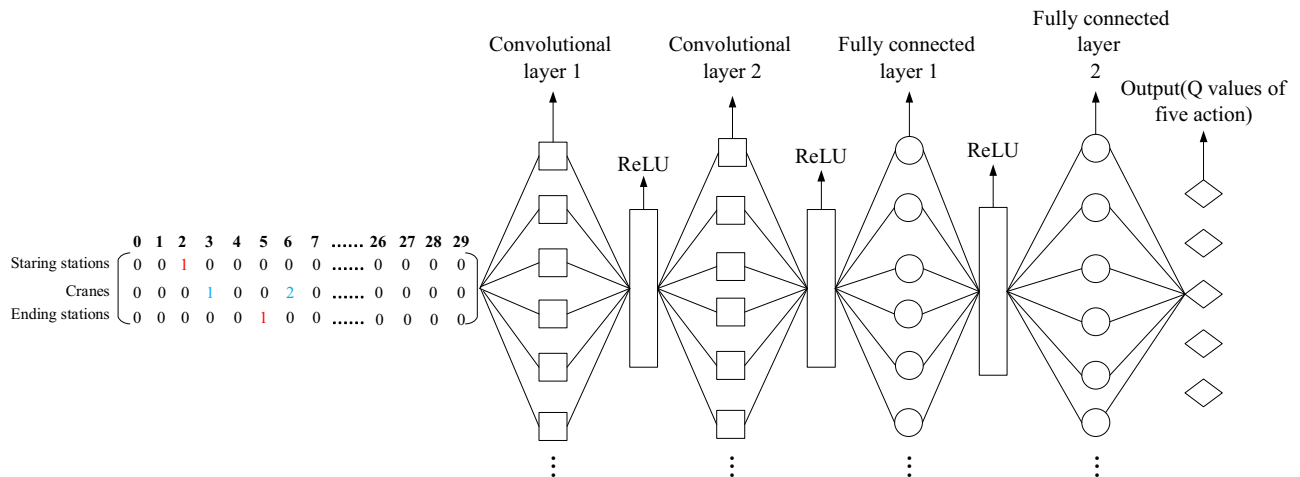 Convolutional
layer 1
Convolutional
layer 2
Fully connected
layer 1
Fully connected
layer
2
Output(Q values of
five action)
ReLU
ReLU
ReLU
0 1 2 3 4 5 6 7 ...... 26 27 28 29
Staring stations 0 0 1 0 0 0 0 0 ...... 0 0 0 0
Cranes 0 0 0 1 0 0 2 0 ...... 0 0 0 0
Ending stations 0 0 0 0 0 1 0 0 ...... 0 0 0 0